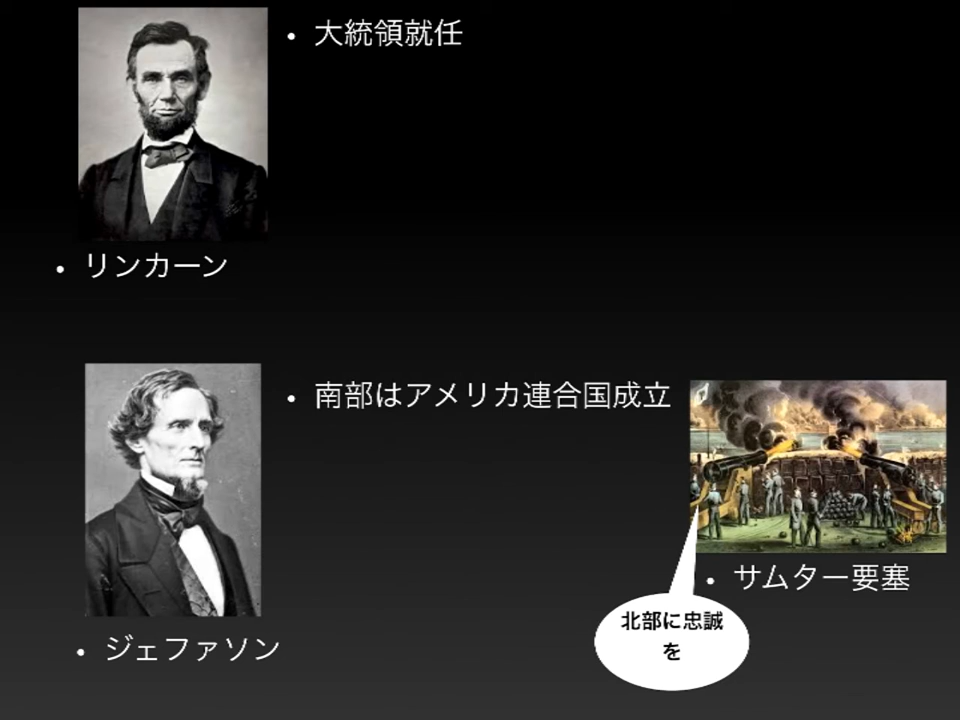 • 大統領就任
• リンカーン
• 南部はアメリカ連合国成立
• サムター要塞
北部に忠誠
を
• ジェファソン